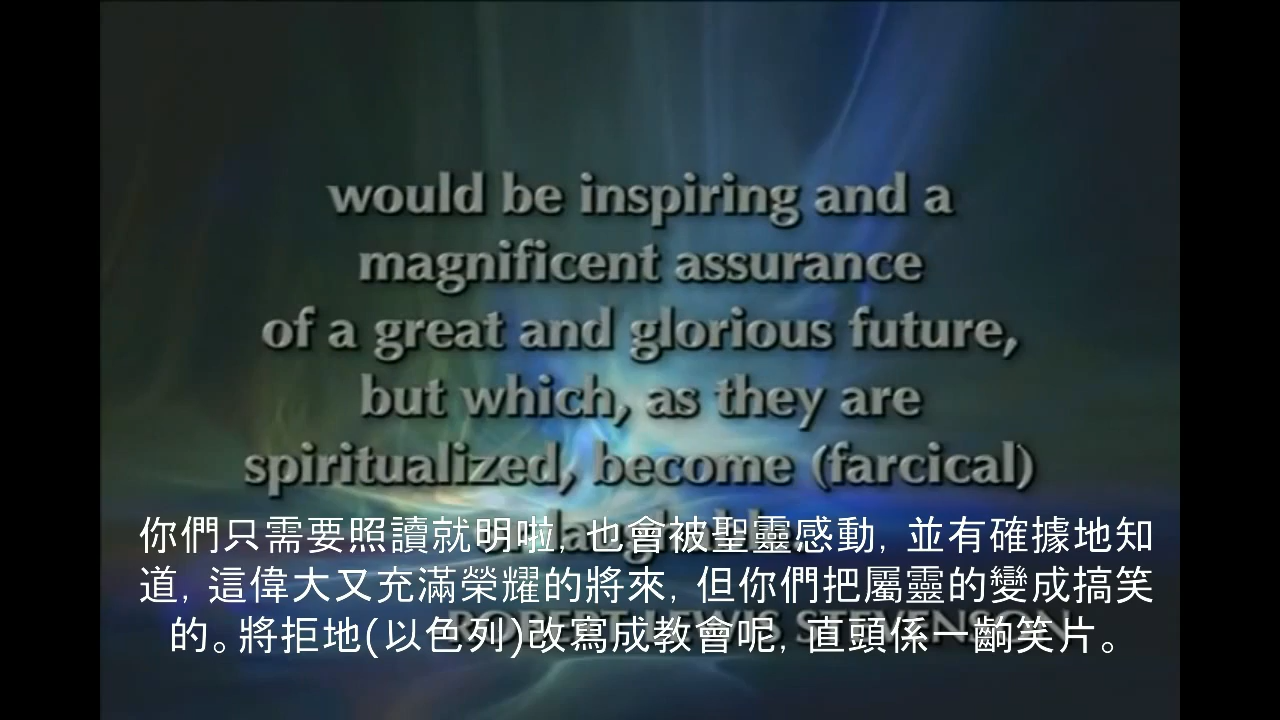 would be inspiring and a
magnificent assurance
of a great and glorious future,
but which, as they are
spiritualized, become (farcical)
你們只需要照讀就明啦, 也會被聖靈感動, 並有確據地知
道, 這偉大又充滿榮耀的將來, 但你們把屬靈的變成搞笑
ROBERT LEWIS STEVENSON
的。將拒地(以色列)改寫成教會呢, 直頭係一齣笑片。